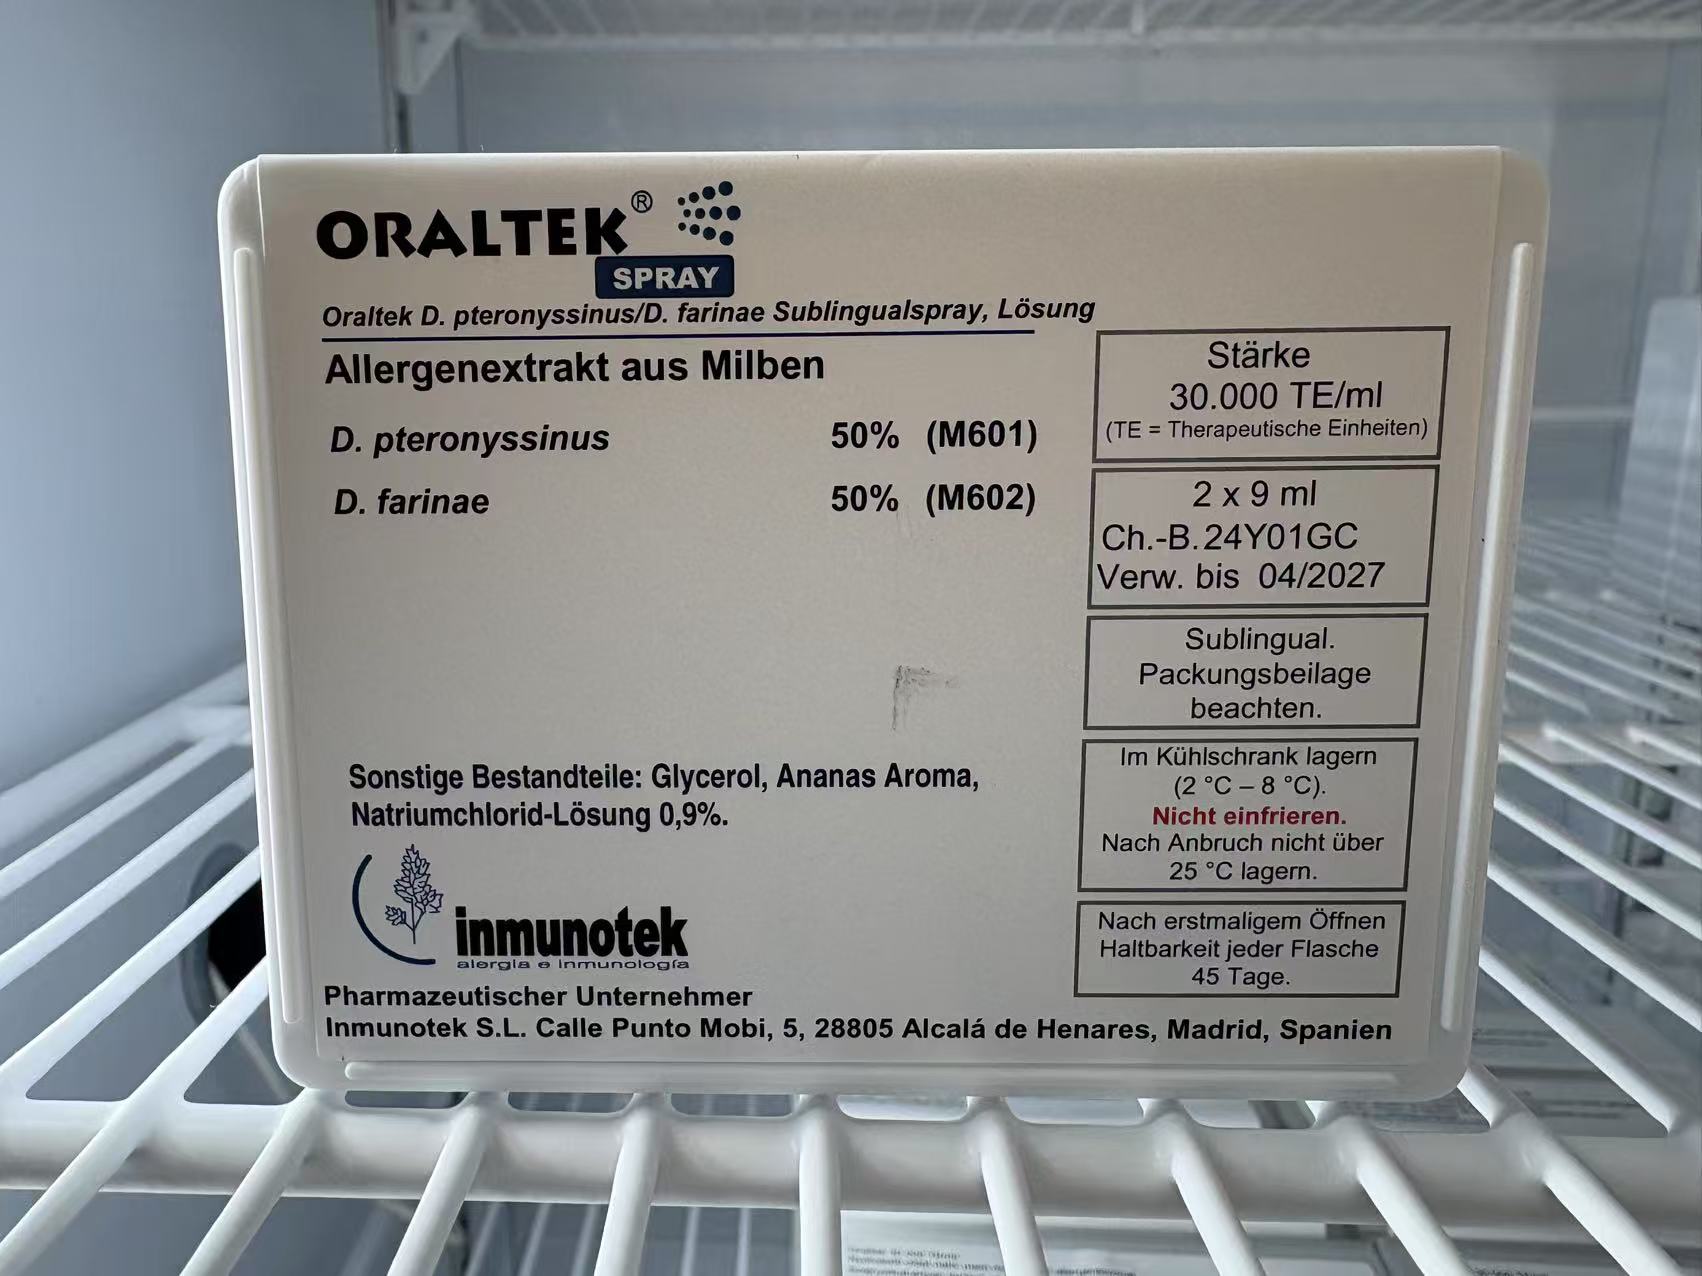 ORALTEK®
SPRAY
Oraltek D. pteronyssinus/D. farinae Sublingualspray, Lösung
Allergenextrakt aus Milben
D. pteronyssinus 50% (M601)
D. farinae 50% (M602)
Stärke
30.000 TE/ml
(TE = Therapeutische Einheiten)
2 x 9 ml
Ch.-B. 24Y01GC
Verw. bis 04/2027
Sublingual.
Packungsbeilage
beachten.
Im Kühlschrank lagern
(2 °C – 8 °C).
Nicht einfrieren.
Nach Anbruch nicht über
25 °C lagern.
Nach erstmaligem Öffnen
Haltbarkeit jeder Flasche
45 Tage.
Sonstige Bestandteile: Glycerol, Ananas Aroma,
Natriumchlorid-Lösung 0,9%.
inmunotek
alergia e inmunología
Pharmazeutischer Unternehmer
Inmunotek S.L. Calle Punto Mobi, 5, 28805 Alcalá de Henares, Madrid, Spanien